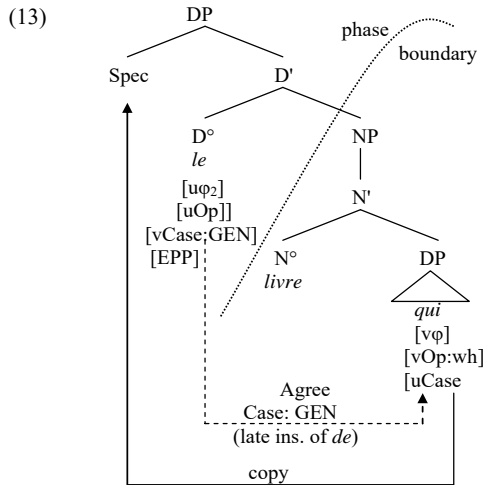 (13)
DP
phase
boundary
Spec
D'
D°
NP
le
[uφ₂]
[uOp]]
N'
[vCase:GEN]
[EPP]
N°
DP
livre
qui
[vφ]
[vOp:wh]
[uCase
Agree
Case: GEN
(late ins. of de)
copy